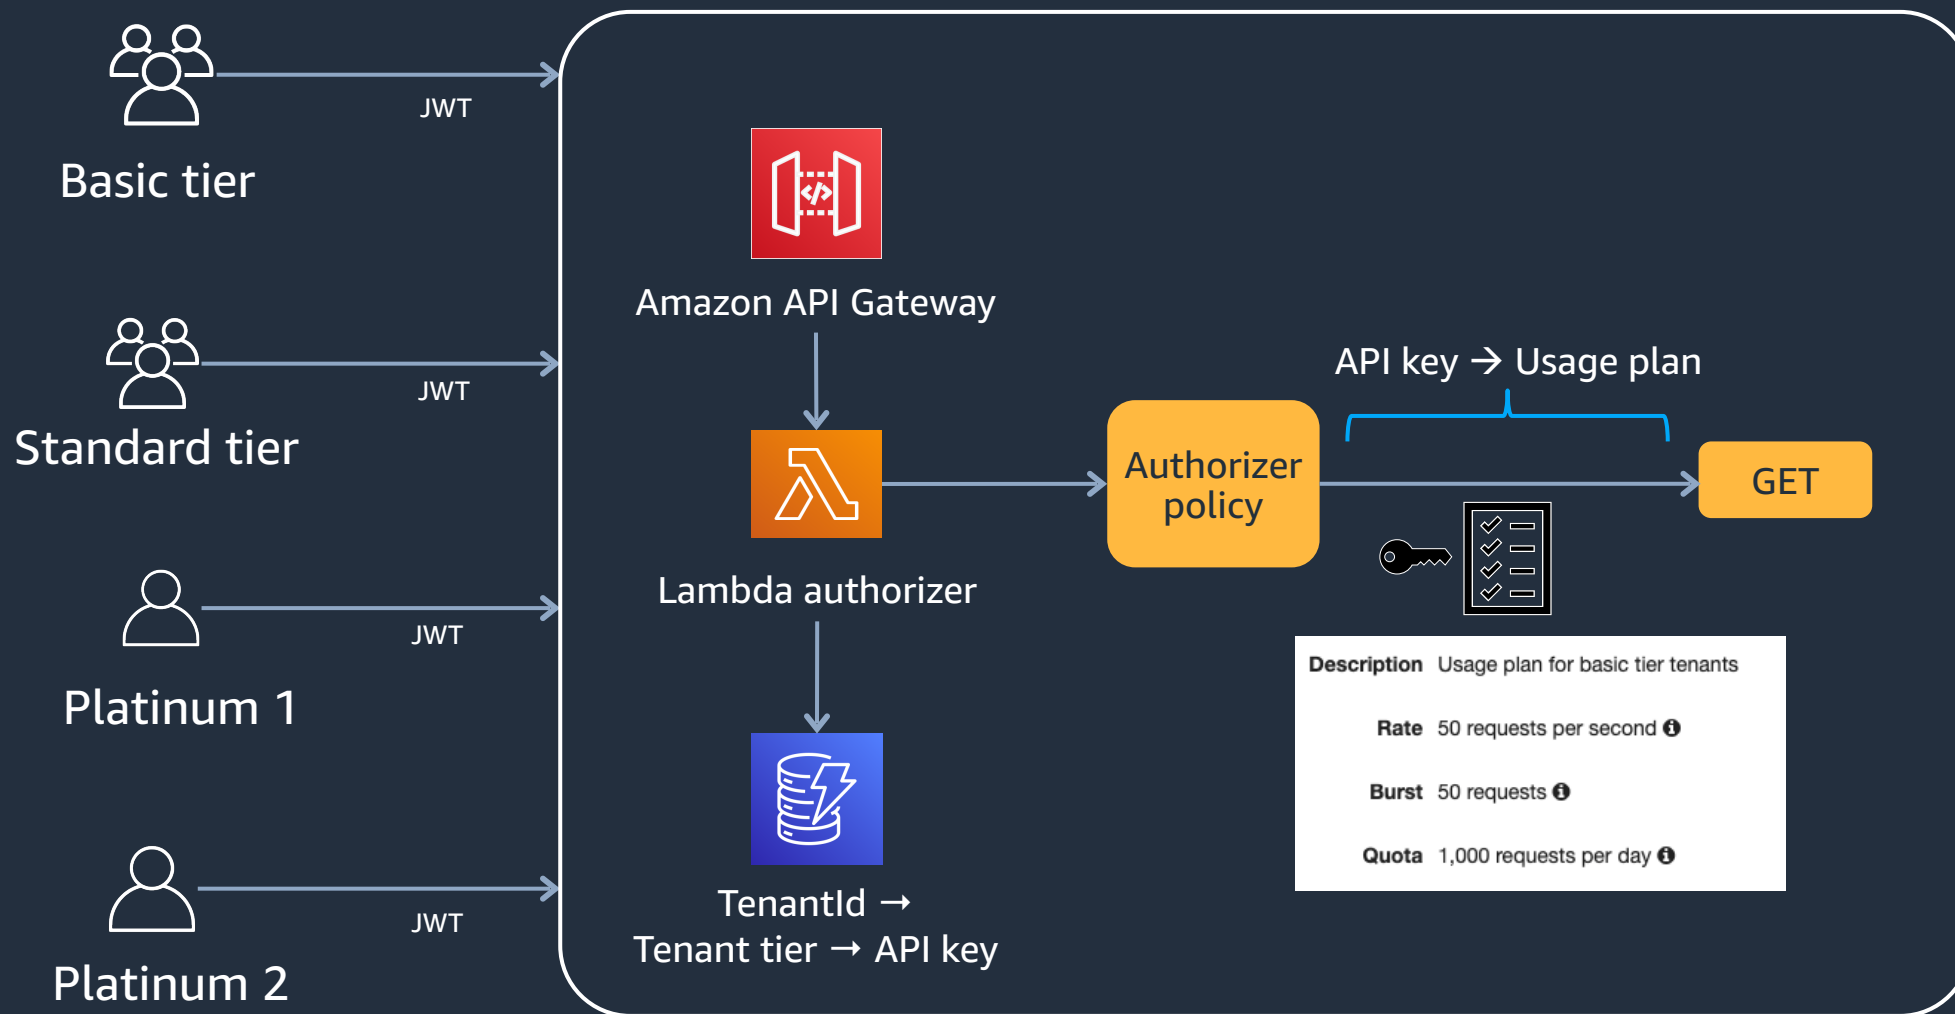 JWT
Basic tier
JWT
Standard tier
JWT
Platinum 1
JWT
Platinum 2
Amazon API Gateway
Lambda authorizer
TenantId →
Tenant tier → API key
Authorizer
policy
API key → Usage plan
GET
Description Usage plan for basic tier tenants
Rate 50 requests per second
Burst 50 requests
Quota 1,000 requests per day